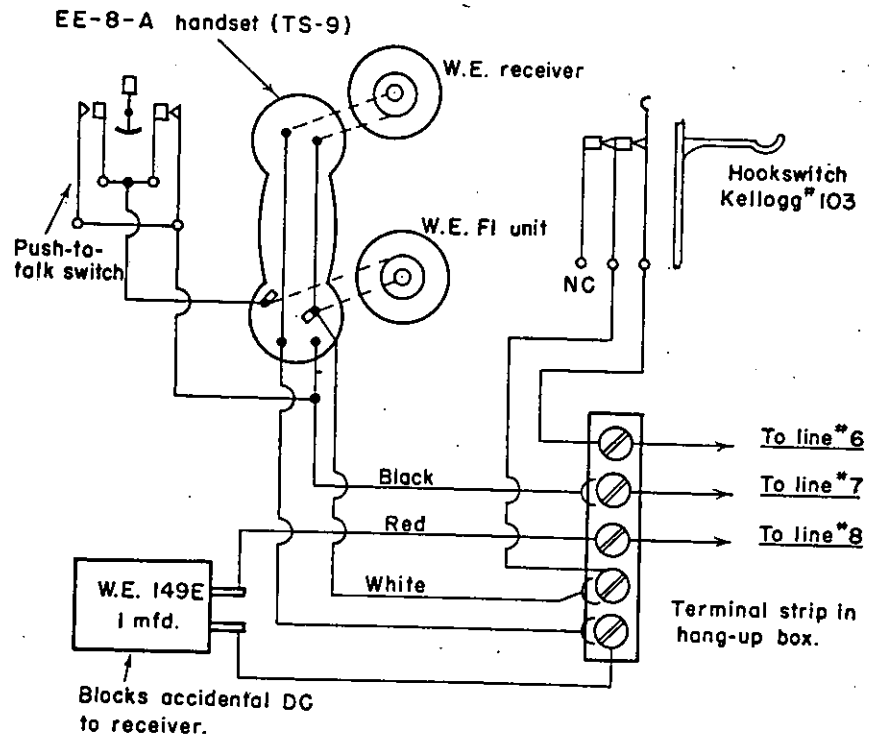 EE-8-A handset (TS-9)
W.E. receiver
Hookswitch
Kellogg #103
W.E. F1 unit
Push-to-
talk switch
NC
To line #6
Black
To line #7
Red
To line #8
W.E. 149E
1 mfd.
White
Terminal strip in
hang-up box.
Blocks accidental DC
to receiver.